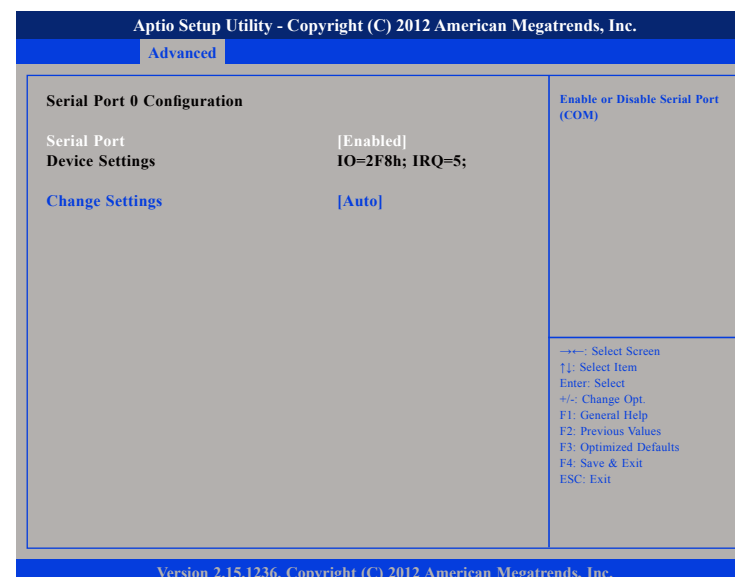 Aptio Setup Utility - Copyright (C) 2012 American Megatrends, Inc.
Advanced
Serial Port 0 Configuration
Serial Port [Enabled]
Device Settings IO=2F8h; IRQ=5;
Change Settings [Auto]
Enable or Disable Serial Port
(COM)
→←: Select Screen
↑↓: Select Item
Enter: Select
+/-: Change Opt.
F1: General Help
F2: Previous Values
F3: Optimized Defaults
F4: Save & Exit
ESC: Exit
Version 2.15.1236. Copyright (C) 2012 American Megatrends, Inc.